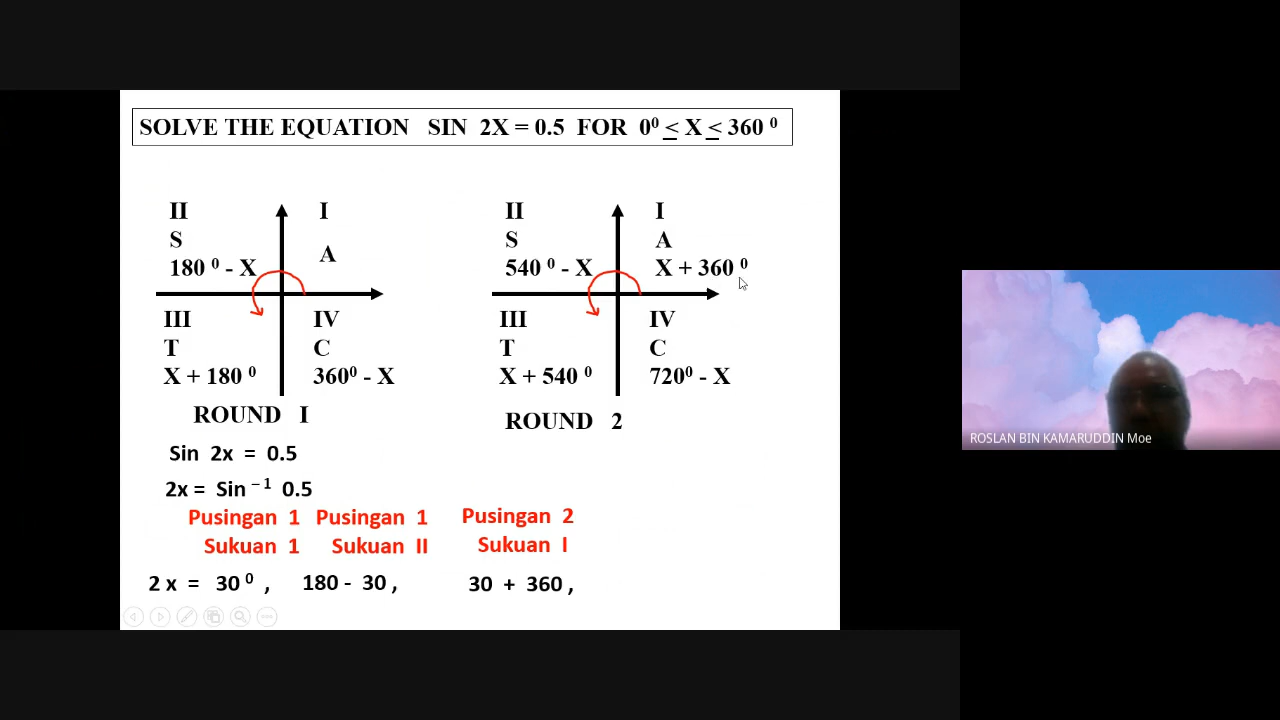 SOLVE THE EQUATION SIN 2X = 0.5 FOR 0⁰ ≤ X ≤ 360 ⁰
II
I
S
A
180 ⁰ - X
III
IV
T
C
X + 180 ⁰
360⁰ - X
ROUND I
II
I
S
A
540 ⁰ - X
X + 360 ⁰
III
IV
T
C
X + 540 ⁰
720⁰ - X
ROUND 2
Sin 2x = 0.5
2x = Sin ⁻¹ 0.5
Pusingan 1 Pusingan 1 Pusingan 2
Sukuan 1 Sukuan II Sukuan I
2 x = 30 ⁰ , 180 - 30 , 30 + 360 ,
ROSLAN BIN KAMARUDDIN Moe